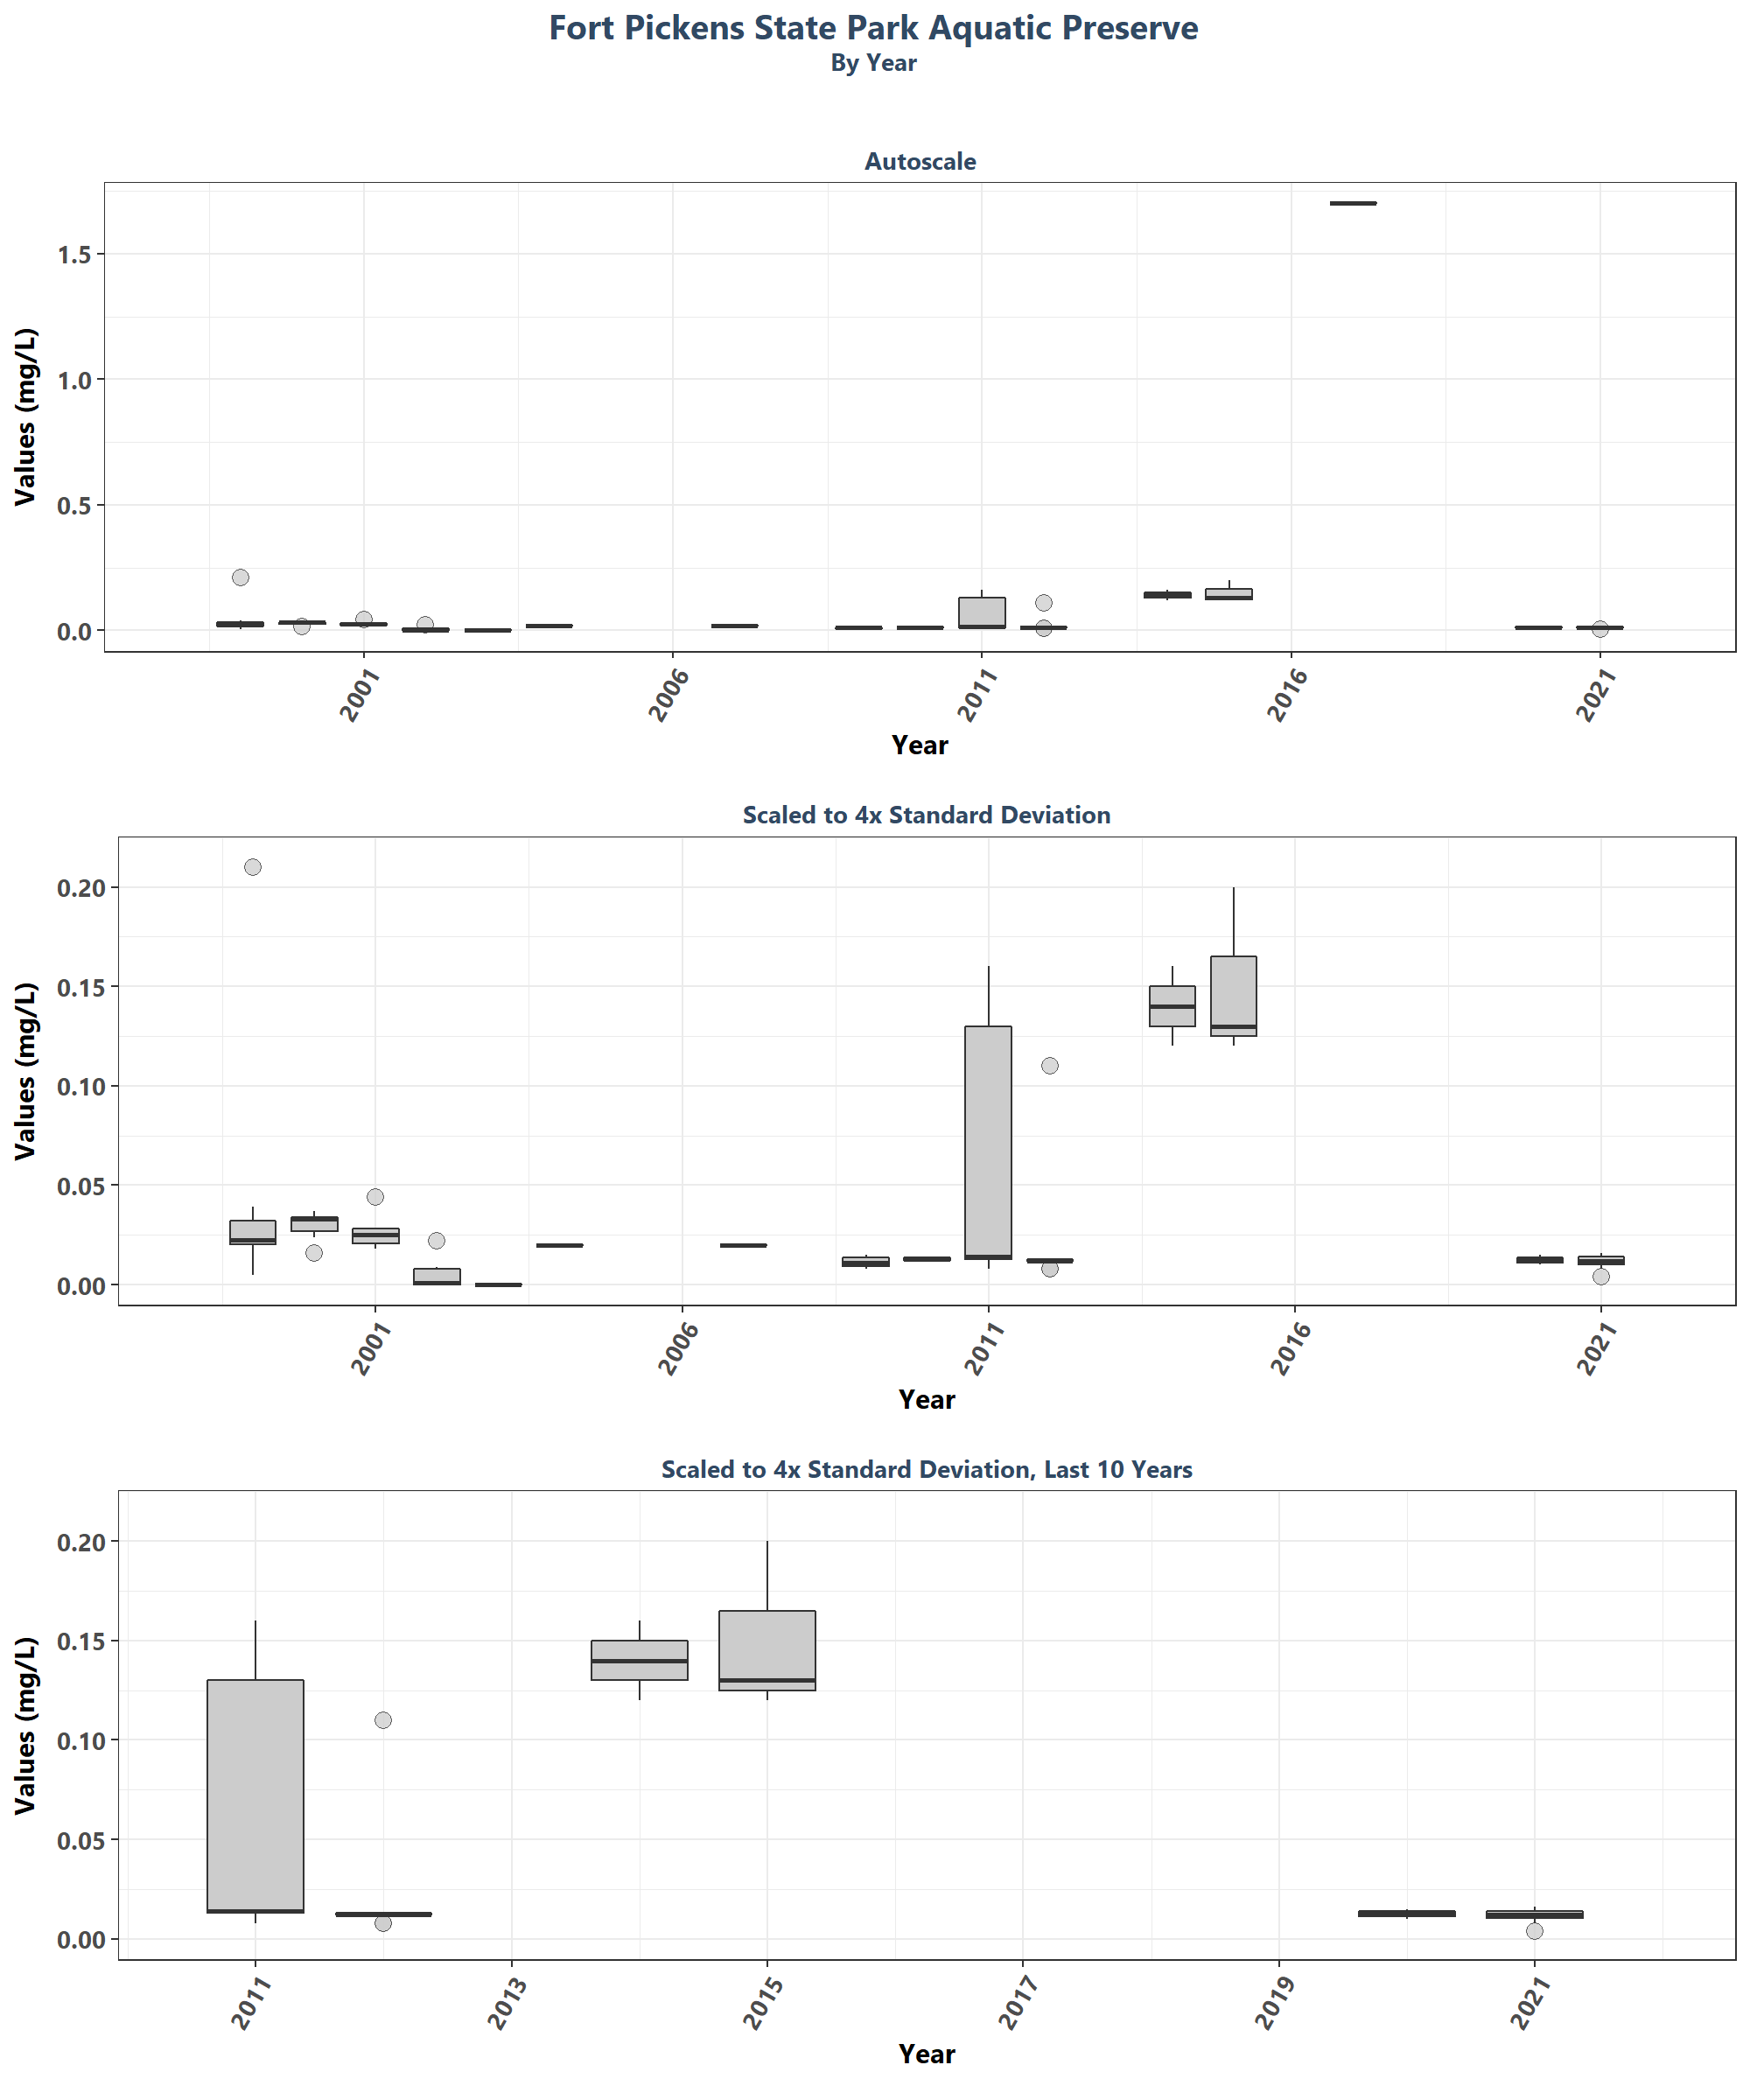 Fort Pickens State Park Aquatic Preserve
By Year
Autoscale
Values (mg/L)
1.5
1.0
0.5
0.0
2001
2006
2011
2016
2021
Year
Scaled to 4x Standard Deviation
Values (mg/L)
0.20
0.15
0.10
0.05
0.00
2001
2006
2011
2016
2021
Year
Scaled to 4x Standard Deviation, Last 10 Years
Values (mg/L)
0.20
0.15
0.10
0.05
0.00
2011
2013
2015
2017
2019
2021
Year